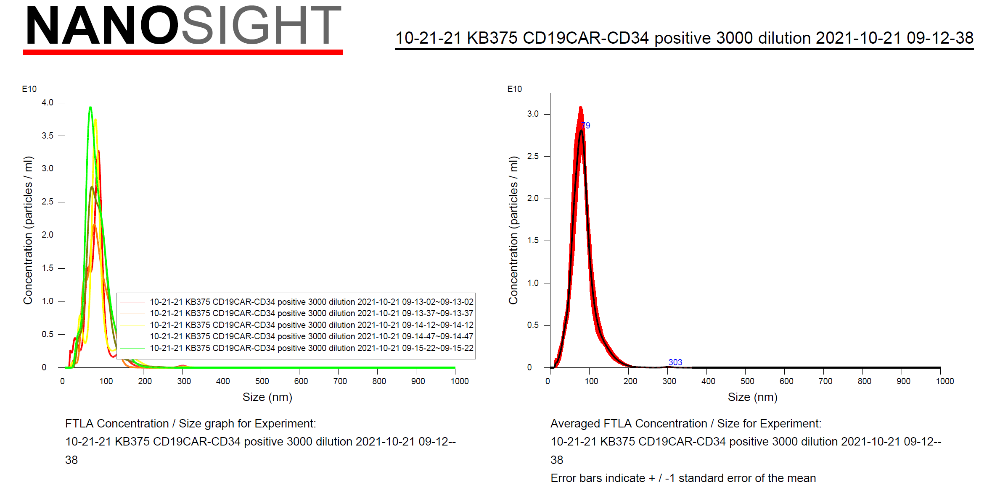 NANOSIGHT
10-21-21 KB375 CD19CAR-CD34 positive 3000 dilution 2021-10-21 09-12-38
E10
4.0
3.5
3.0
2.5
2.0
1.5
1.0
0.5
0
Concentration (particles / ml)
10-21-21 KB375 CD19CAR-CD34 positive 3000 dilution 2021-10-21 09-13-02~09-13-02
10-21-21 KB375 CD19CAR-CD34 positive 3000 dilution 2021-10-21 09-13-37~09-13-37
10-21-21 KB375 CD19CAR-CD34 positive 3000 dilution 2021-10-21 09-14-12~09-14-12
10-21-21 KB375 CD19CAR-CD34 positive 3000 dilution 2021-10-21 09-14-47~09-14-47
10-21-21 KB375 CD19CAR-CD34 positive 3000 dilution 2021-10-21 09-15-22~09-15-22
0 100 200 300 400 500 600 700 800 900 1000
Size (nm)
FTLA Concentration / Size graph for Experiment:
10-21-21 KB375 CD19CAR-CD34 positive 3000 dilution 2021-10-21 09-12--
38
E10
3.0
2.5
2.0
1.5
1.0
0.5
0
Concentration (particles / ml)
79
303
0 100 200 300 400 500 600 700 800 900 1000
Size (nm)
Averaged FTLA Concentration / Size for Experiment:
10-21-21 KB375 CD19CAR-CD34 positive 3000 dilution 2021-10-21 09-12--
38
Error bars indicate + / -1 standard error of the mean